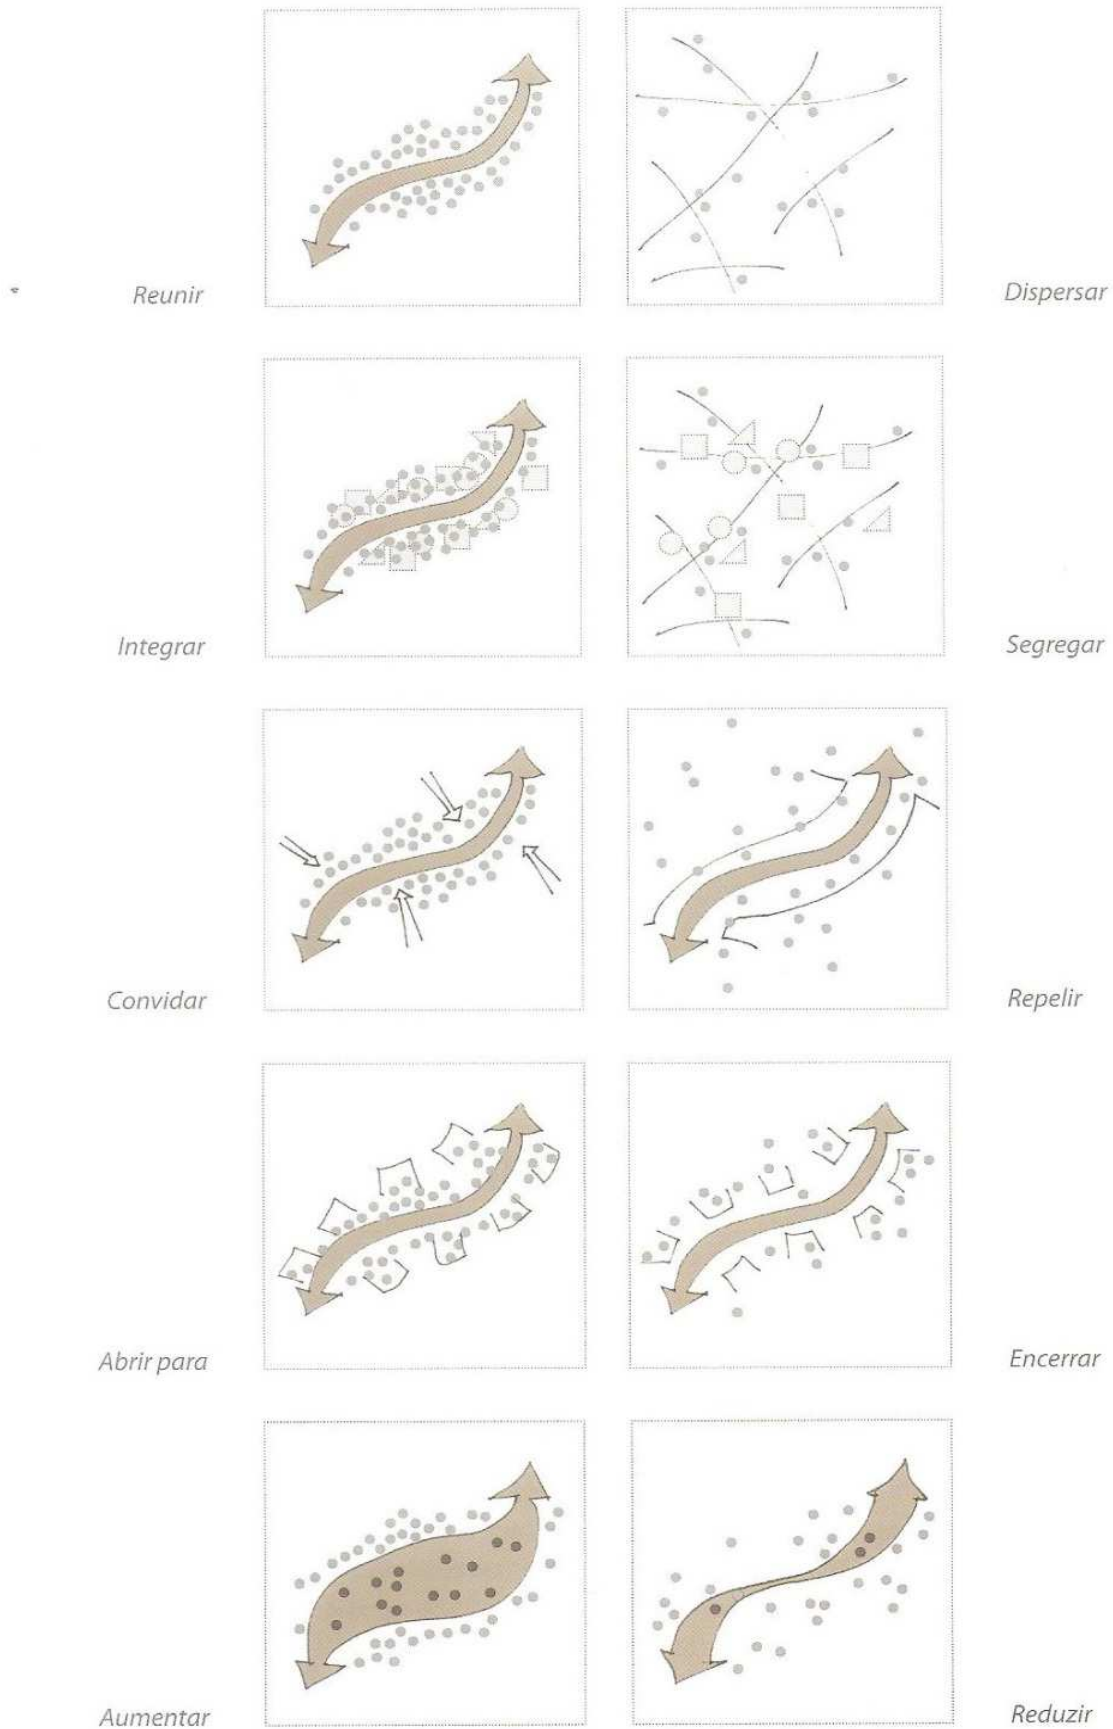 Reunir
Dispersar
Integrar
Segregar
Convidar
Repelir
Abrir para
Encerrar
Aumentar
Reduzir